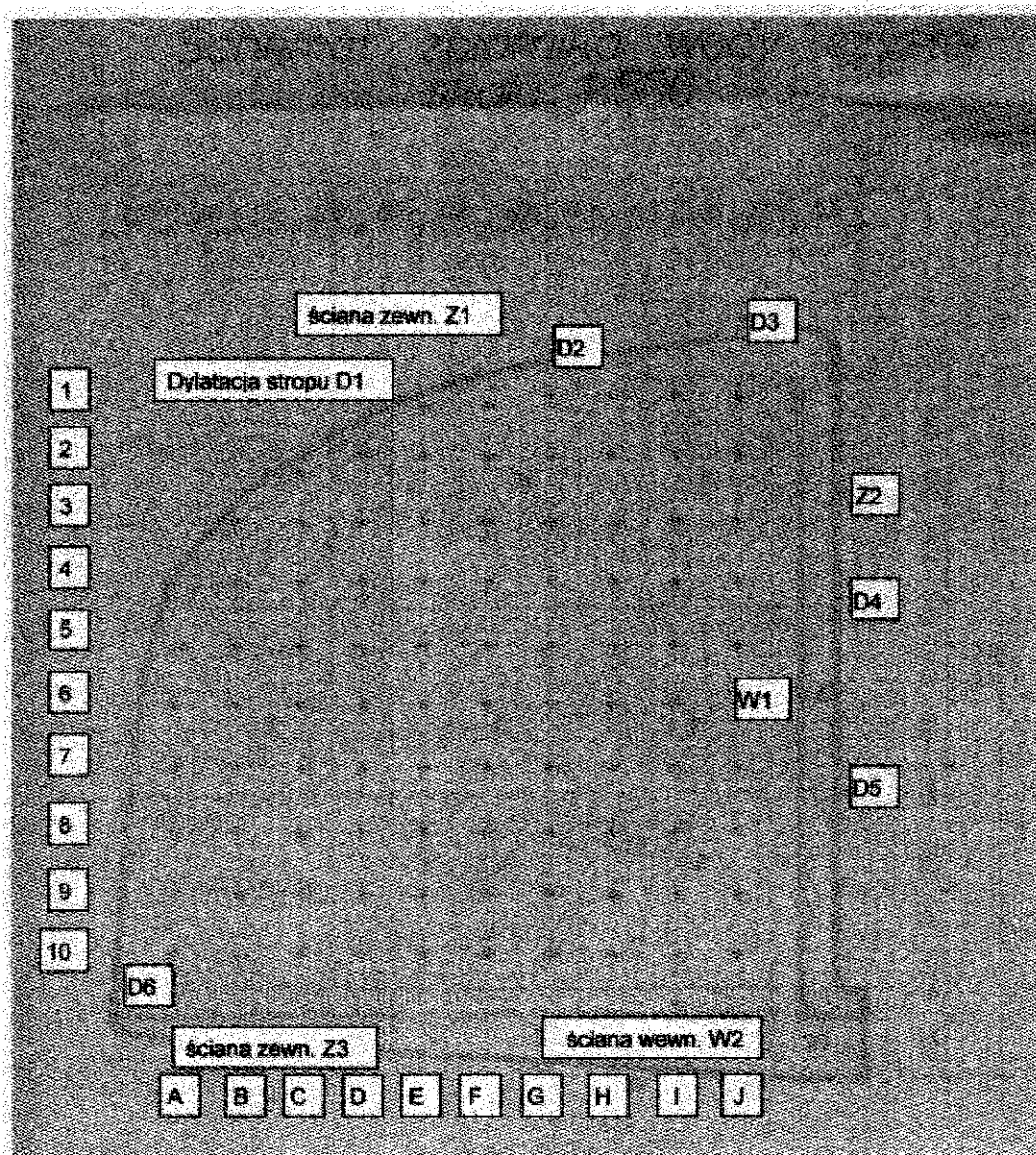 ściana zewn. Z1
D3
D2
Dylatacja stropu D1
1
2
3
Z2
4
D4
5
6
W1
7
D5
8
9
10
D6
ściana zewn. Z3
ściana wewn. W2
A B C D E F G H I J